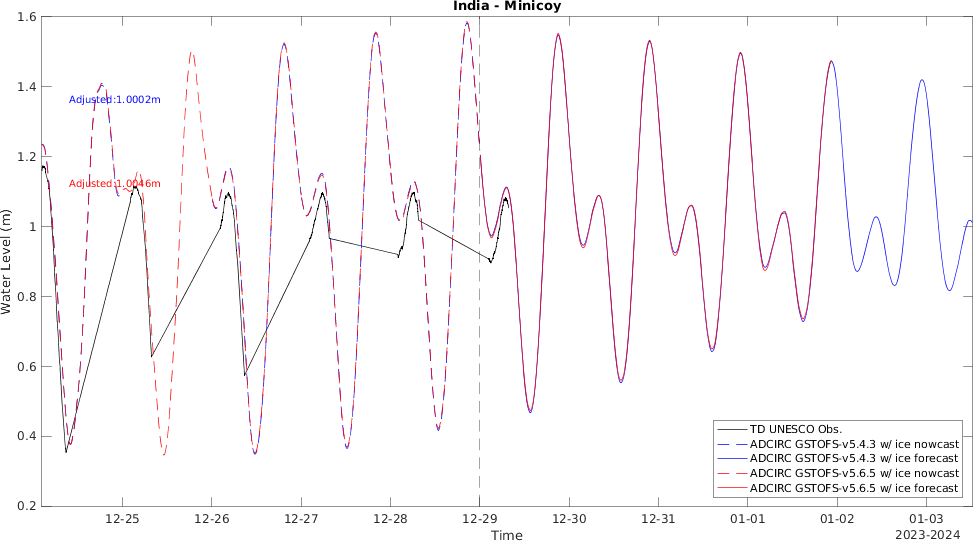 India - Minicoy
Water Level (m)
1.6
1.4
1.2
1
0.8
0.6
0.4
0.2
Adjusted:1.0002m
Adjusted:1.0046m
TD UNESCO Obs.
ADCIRC GSTOFS-v5.4.3 w/ ice nowcast
ADCIRC GSTOFS-v5.4.3 w/ ice forecast
ADCIRC GSTOFS-v5.6.5 w/ ice nowcast
ADCIRC GSTOFS-v5.6.5 w/ ice forecast
12-25 12-26 12-27 12-28 12-29 12-30 12-31 01-01 01-02 01-03
Time
2023-2024